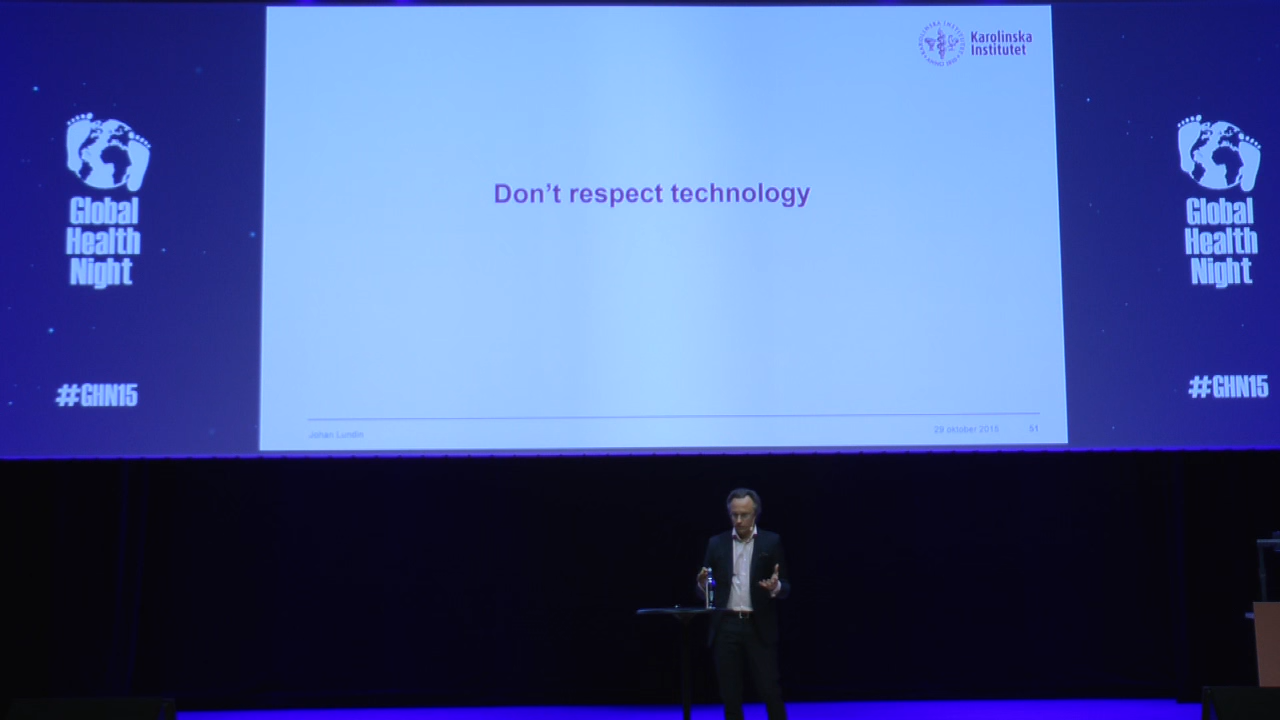 Karolinska
Institutet
Don't respect technology
Global
Health
Night
#GHN15
Global
Health
Night
#GHN15
Johan Lundin
29 oktober 2015
51